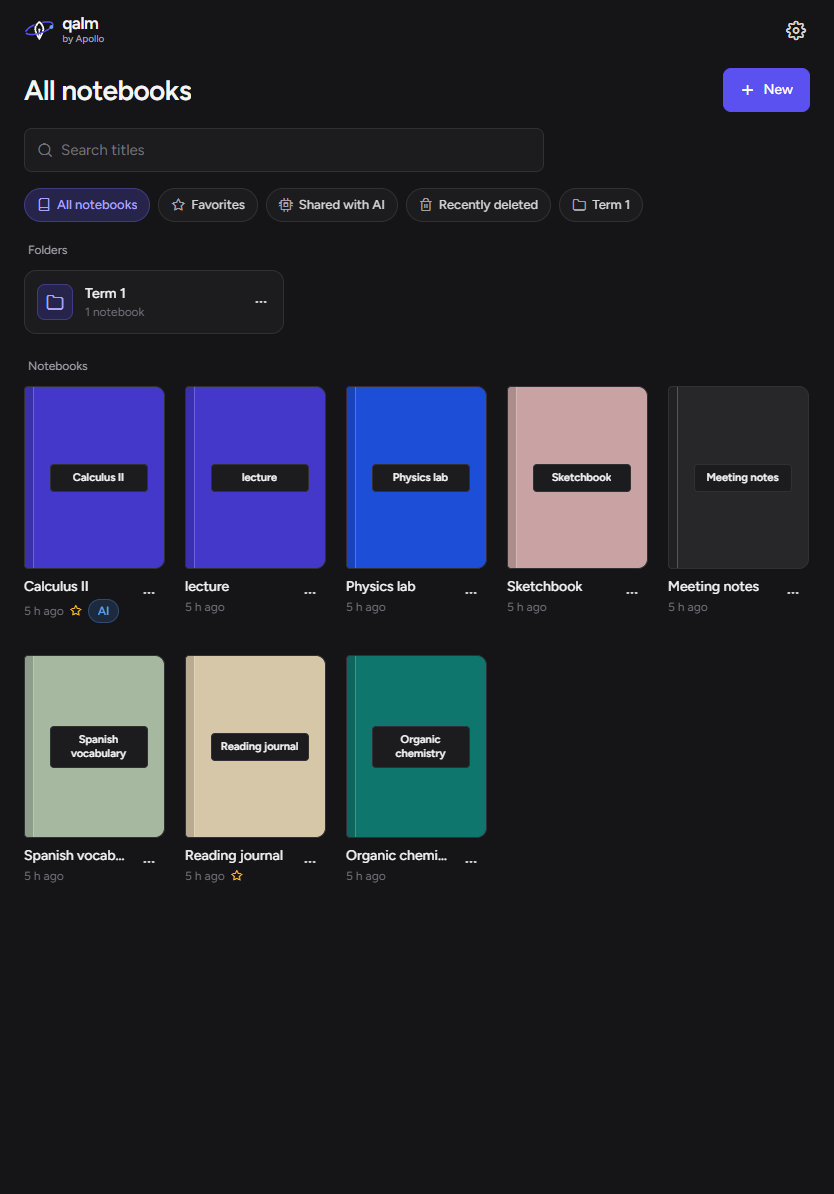 qalm
by Apollo
All notebooks
+ New
Search titles
All notebooks
Favorites
Shared with AI
Recently deleted
Term 1
Folders
Term 1
1 notebook
Notebooks
Calculus II
lecture
Physics lab
Sketchbook
Meeting notes
Calculus II
5 h ago
AI
lecture
5 h ago
Physics lab
5 h ago
Sketchbook
5 h ago
Meeting notes
5 h ago
Spanish
vocabulary
Reading journal
Organic
chemistry
Spanish vocab...
5 h ago
Reading journal
5 h ago
Organic chemi...
5 h ago